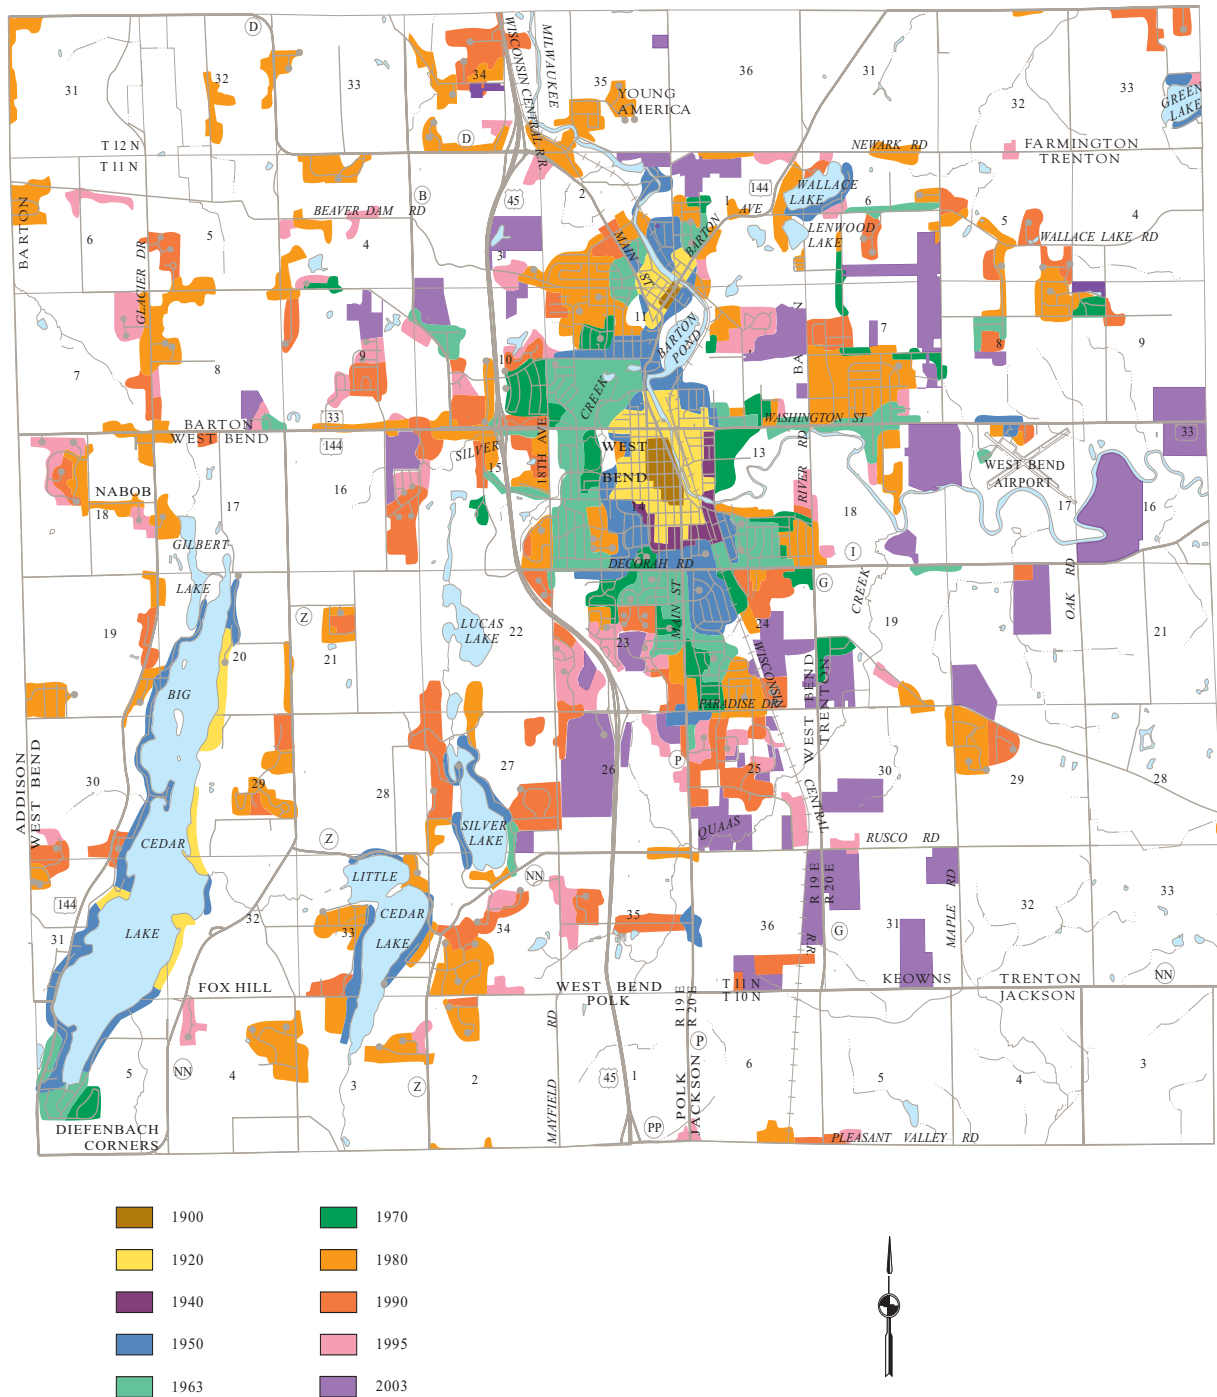 D
WISCONSIN CENTRAL R.R.
MILWAUKEE
31
32
33
34
35
36
31
32
33
YOUNG
AMERICA
GREEN
LAKE
D
T 12 N
T 11 N
NEWARK RD
FARMINGTON
TRENTON
BARTON
B
45
2
1
144
AVE
WALLACE
LAKE
6
5
4
BEAVER DAM RD
6
5
4
GLACIER DR
3
MAIN ST
BARTON
LENWOOD
LAKE
WALLACE LAKE RD
11
BARTON
POND
7
8
9
7
8
9
10
CREEK
33
BARTON
WEST BEND
144
18TH AVE
WASHINGTON ST
SILVER
15
16
WEST
BEND
14
13
RIVER RD
33
WEST BEND
AIRPORT
NABOB
18
17
18
17
16
GILBERT
LAKE
DECORAH RD
I
G
CREEK
OAK RD
19
20
Z
21
LUCAS
LAKE
22
23
MAIN ST
24
WISCONSIN
19
21
BIG
PARADISE DR
WEST BEND
TRENTON
ADDISON
WEST BEND
30
29
28
27
26
P
25
30
29
28
CEDAR
Z
SILVER
LAKE
QUAAS
CENTRAL
RUSCO RD
LITTLE
NN
R 19 E
R 20 E
144
31
LAKE
32
33
CEDAR
LAKE
34
35
36
RR
G
31
MAPLE RD
32
33
NN
FOX HILL
WEST BEND
POLK
T 11 N
T 10 N
KEOWNS
TRENTON
JACKSON
R 19 E
R 20 E
5
NN
4
3
Z
2
MAYFIELD RD
45
1
POLK
JACKSON
P
6
5
4
3
DIEFENBACH
CORNERS
PP
PLEASANT VALLEY RD
1900
1920
1940
1950
1963
1970
1980
1990
1995
2003